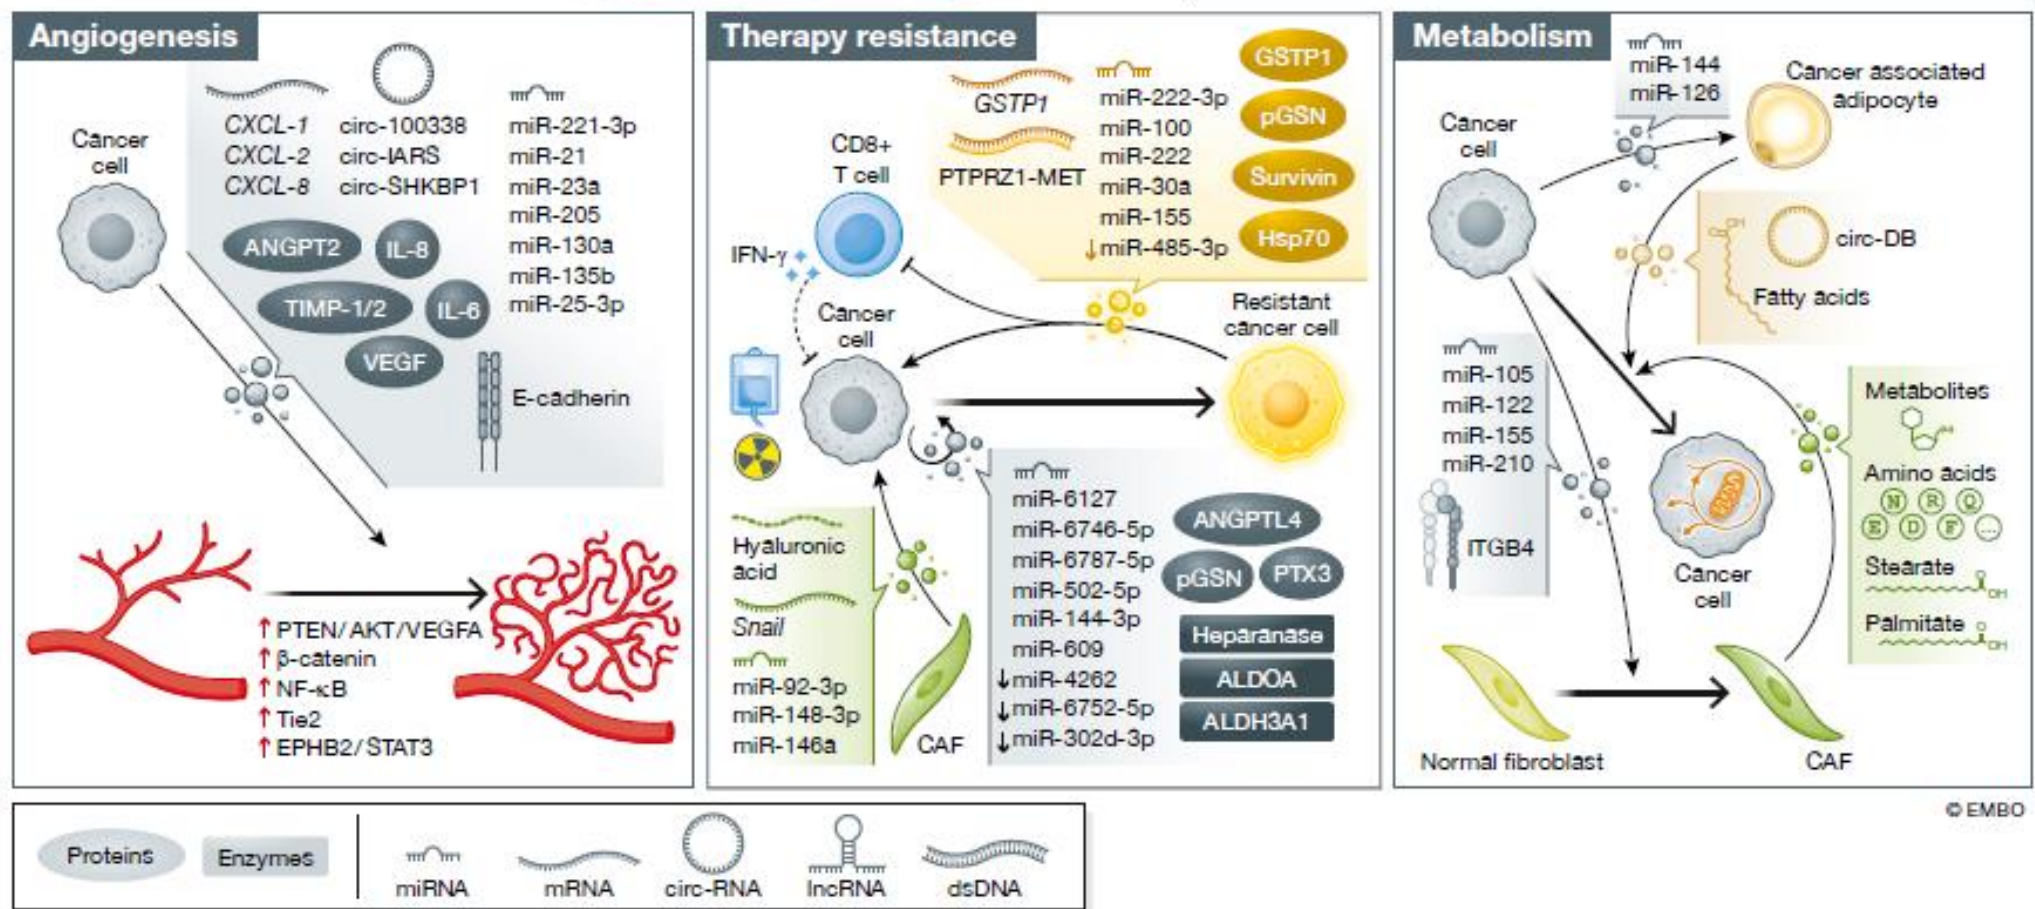 Angiogenesis
Cancer
cell
CXCL-1
CXCL-2
CXCL-8
circ-100338
circ-IARS
circ-SHKBP1
miR-221-3p
miR-21
miR-23a
miR-205
miR-130a
miR-135b
miR-25-3p
ANGPT2
IL-8
TIMP-1/2
IL-6
VEGF
E-cadherin
↑ PTEN/AKT/VEGFA
↑ β-catenin
↑ NF-κB
↑ Tie2
↑ EPHB2/STAT3
Therapy resistance
GSTP1
PTPRZ1-MET
miR-222-3p
miR-100
miR-222
miR-30a
miR-155
↓miR-485-3p
GSTP1
pGSN
Survivin
Hsp70
CD8+
T cell
IFN-γ
Cancer
cell
Resistant
cancer cell
Hyaluronic
acid
Snail
miR-92-3p
miR-148-3p
miR-146a
CAF
miR-6127
miR-6746-5p
miR-6787-5p
miR-502-5p
miR-144-3p
miR-609
↓miR-4262
↓miR-6752-5p
↓miR-302d-3p
ANGPTL4
pGSN
PTX3
Heparanase
ALDOA
ALDH3A1
Metabolism
miR-144
miR-126
Cancer associated
adipocyte
Cancer
cell
OH
circ-DB
Fatty acids
miR-105
miR-122
miR-155
miR-210
ITGB4
Cancer
cell
Metabolites
Amino acids
N R Q
E D F ...
Stearate
O
OH
Palmitate
O
OH
Normal fibroblast
CAF
© EMBO
Proteins
Enzymes
miRNA
mRNA
circ-RNA
lncRNA
dsDNA